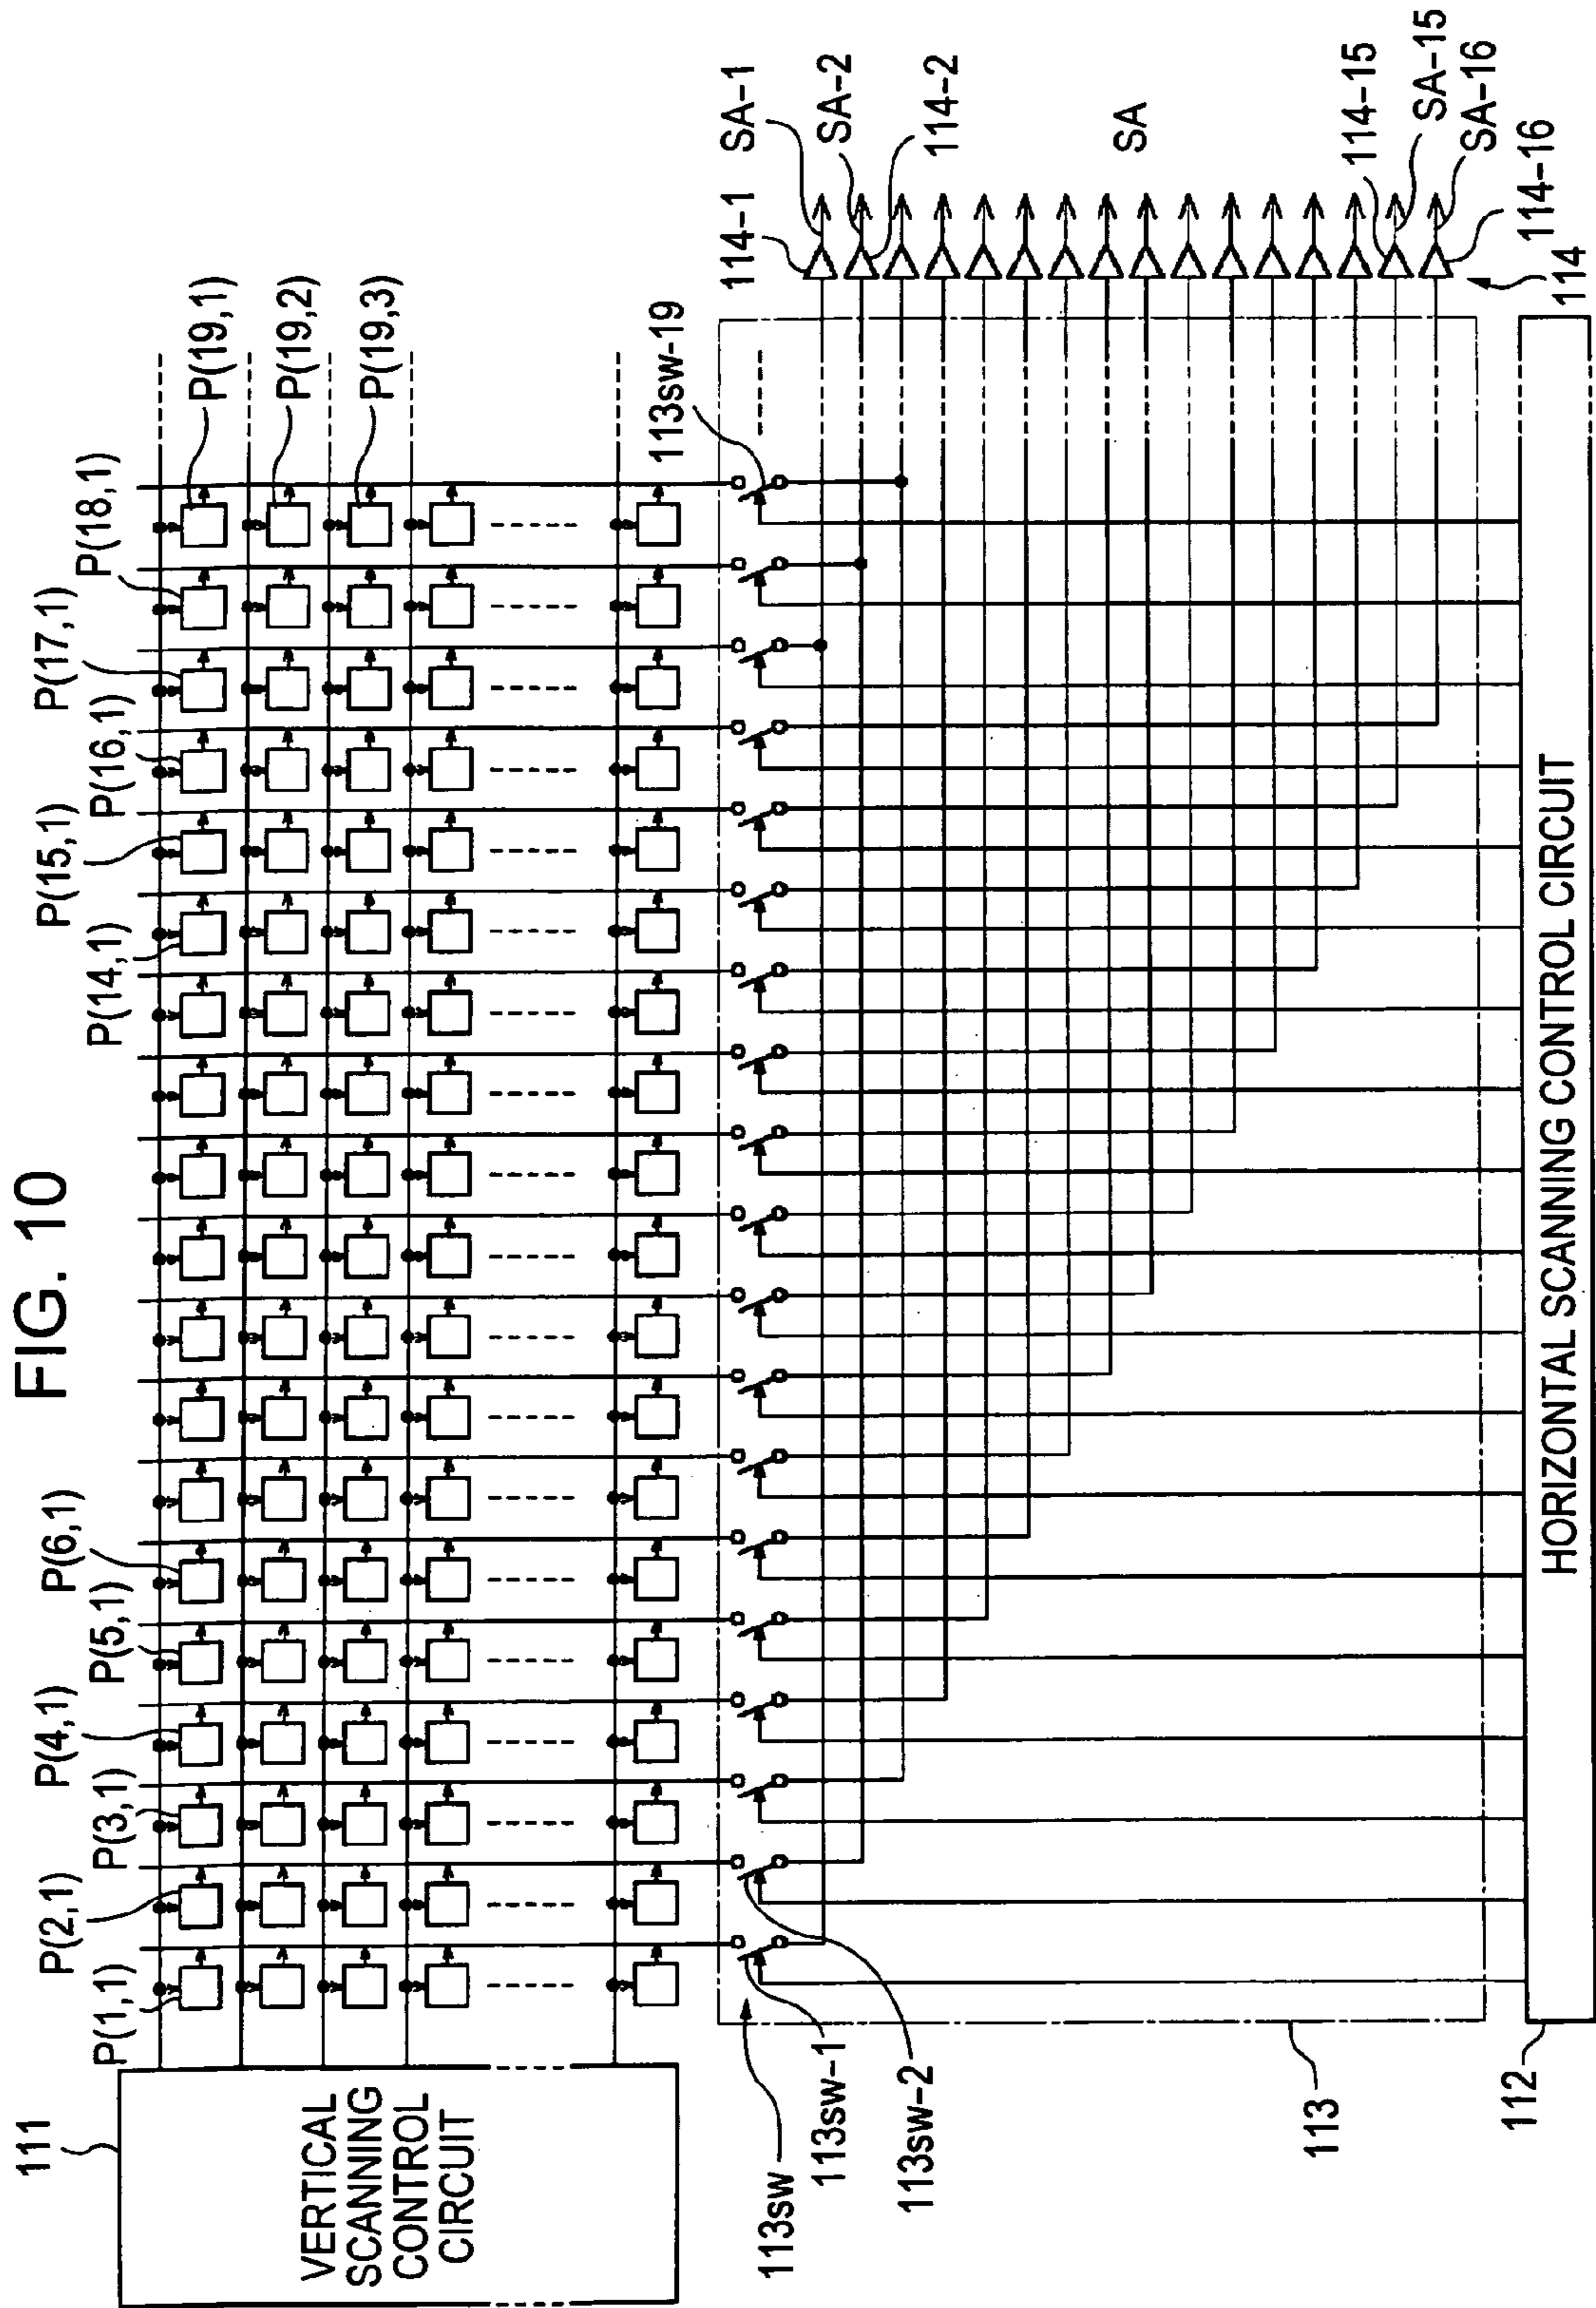 FIG. 10
111
VERTICAL
SCANNING
CONTROL
CIRCUIT
P(1,1)
P(2,1)
P(3,1)
P(4,1)
P(5,1)
P(6,1)
P(14,1)
P(15,1)
P(16,1)
P(17,1)
P(18,1)
P(19,1)
P(19,2)
P(19,3)
113sw
113sw-1
113sw-2
113sw-19
113
114-1
SA-1
SA-2
114-2
SA
114-15
SA-15
SA-16
114-16
114
112
HORIZONTAL SCANNING CONTROL CIRCUIT